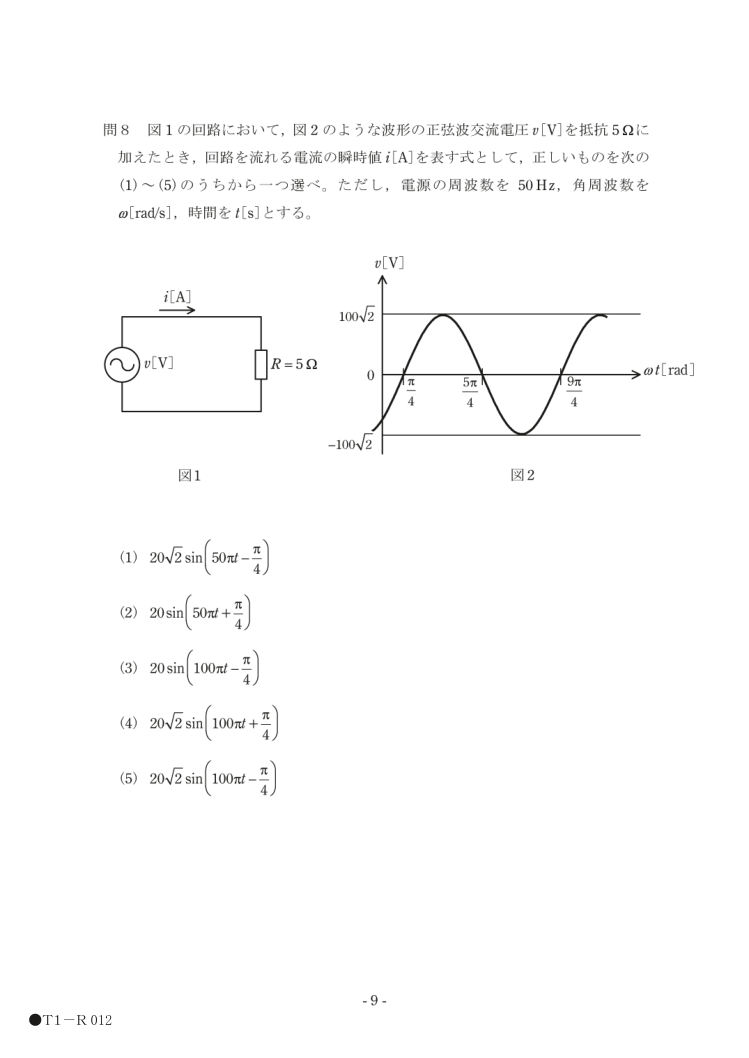 問８　図１の回路において，図２のような波形の正弦波交流電圧 v[V]を抵抗 5 Ωに
加えたとき，回路を流れる電流の瞬時値 i[A]を表す式として，正しいものを次の
(1)～(5)のうちから一つ選べ。ただし，電源の周波数を 50 Hz，角周波数を
ω[rad/s]，時間を t[s]とする。
i[A]
v[V]
R = 5 Ω
図１
v[V]
100√2
0
π/4
5π/4
9π/4
ωt[rad]
−100√2
図２
(1) 20√2 sin(50πt − π/4)
(2) 20 sin(50πt + π/4)
(3) 20 sin(100πt − π/4)
(4) 20√2 sin(100πt + π/4)
(5) 20√2 sin(100πt − π/4)
- 9 -
●T1－R 012